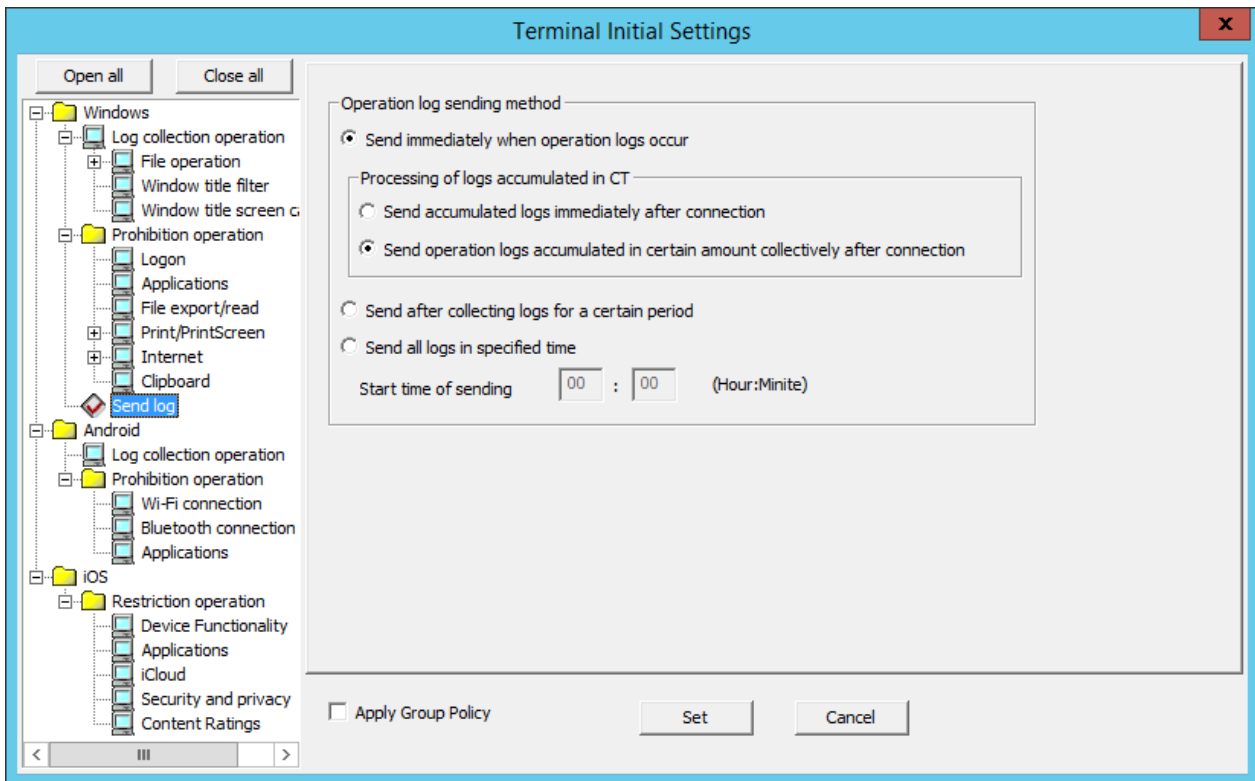 Terminal Initial Settings
x
Open all
Close all
Windows
Log collection operation
File operation
Window title filter
Window title screen ca
Prohibition operation
Logon
Applications
File export/read
Print/PrintScreen
Internet
Clipboard
Send log
Android
Log collection operation
Prohibition operation
Wi-Fi connection
Bluetooth connection
Applications
iOS
Restriction operation
Device Functionality
Applications
iCloud
Security and privacy
Content Ratings
Operation log sending method
Send immediately when operation logs occur
Processing of logs accumulated in CT
Send accumulated logs immediately after connection
Send operation logs accumulated in certain amount collectively after connection
Send after collecting logs for a certain period
Send all logs in specified time
Start time of sending 00 : 00 (Hour:Minite)
Apply Group Policy
Set
Cancel